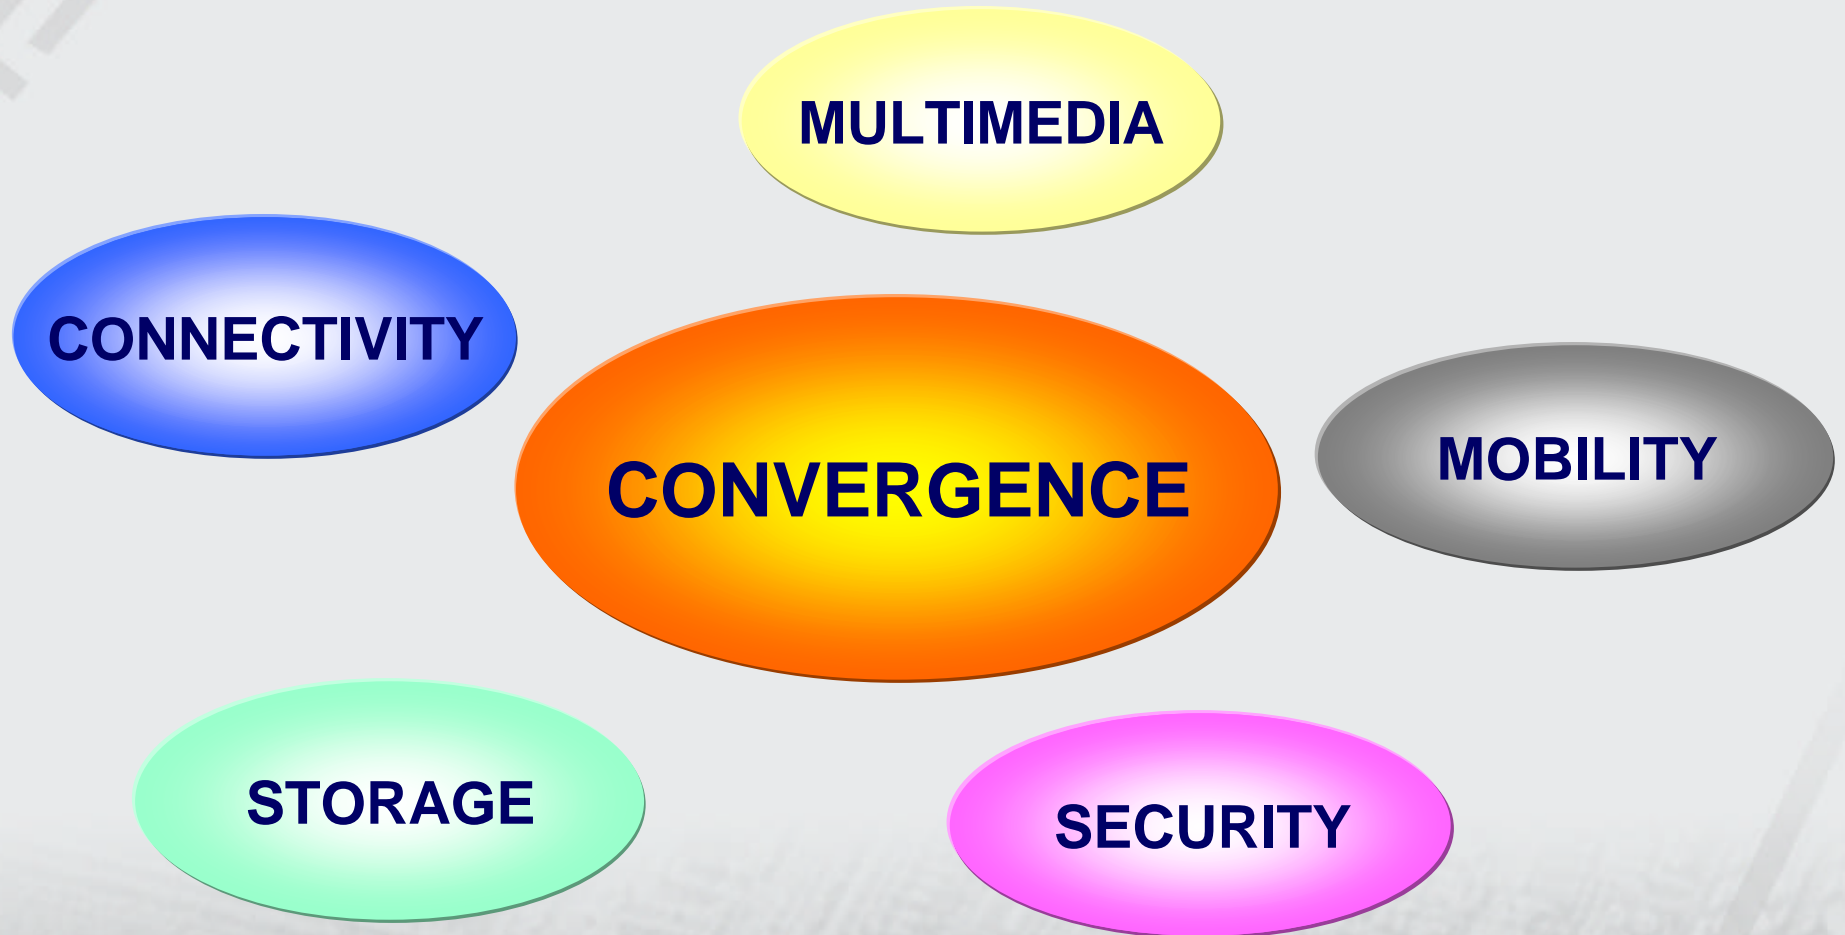 MULTIMEDIA
CONNECTIVITY
CONVERGENCE
MOBILITY
STORAGE
SECURITY